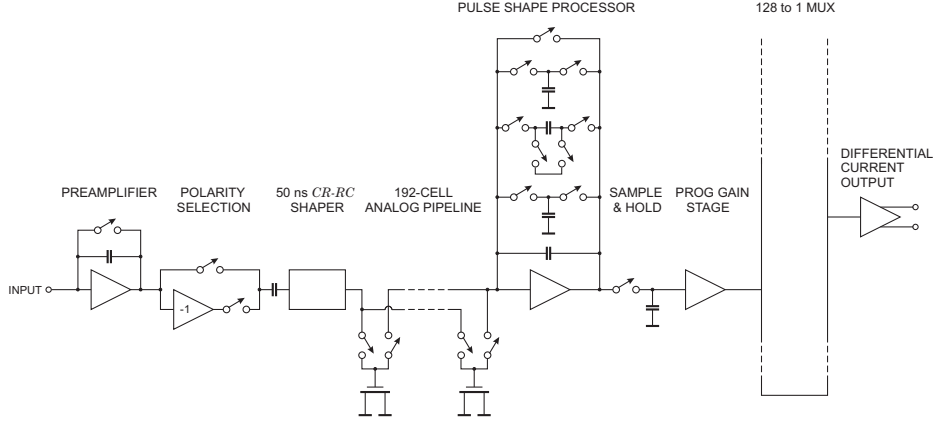 PULSE SHAPE PROCESSOR
128 to 1 MUX
DIFFERENTIAL
CURRENT
OUTPUT
PREAMPLIFIER
POLARITY
SELECTION
50 ns CR-RC
SHAPER
192-CELL
ANALOG PIPELINE
SAMPLE
& HOLD
PROG GAIN
STAGE
INPUT
-1